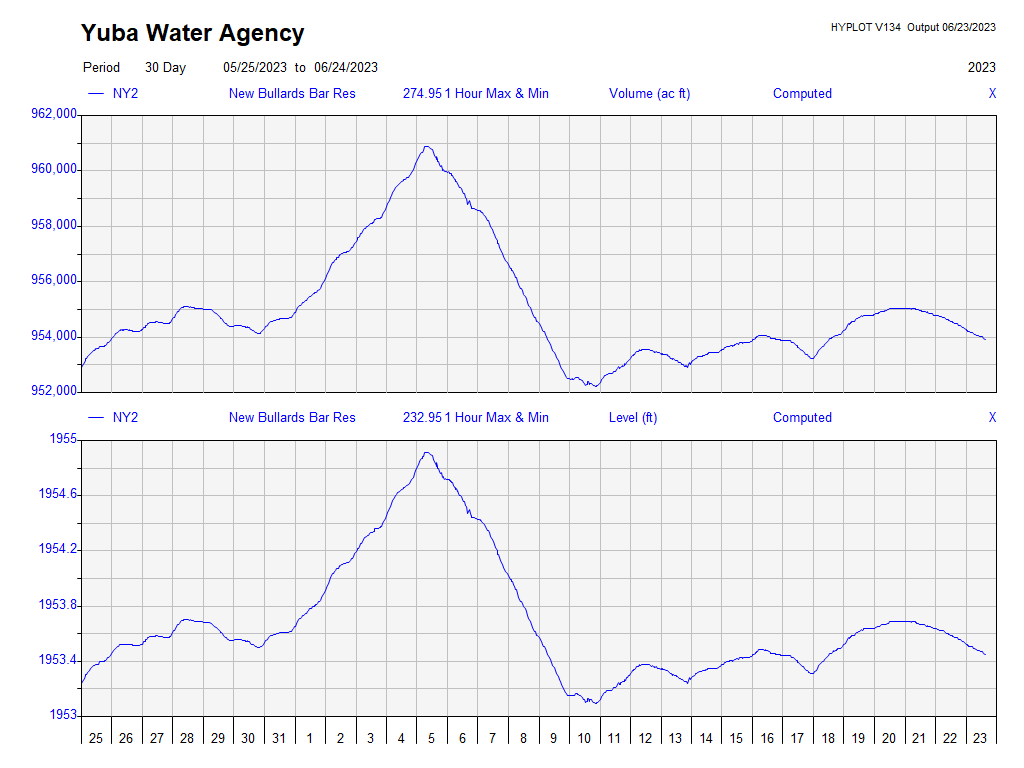 Yuba Water Agency
HYPLOT V134 Output 06/23/2023
Period 30 Day 05/25/2023 to 06/24/2023 2023
NY2 New Bullards Bar Res 274.95 1 Hour Max & Min Volume (ac ft) Computed X
962,000
960,000
958,000
956,000
954,000
952,000
NY2 New Bullards Bar Res 232.95 1 Hour Max & Min Level (ft) Computed X
1955
1954.6
1954.2
1953.8
1953.4
1953
25 26 27 28 29 30 31 1 2 3 4 5 6 7 8 9 10 11 12 13 14 15 16 17 18 19 20 21 22 23